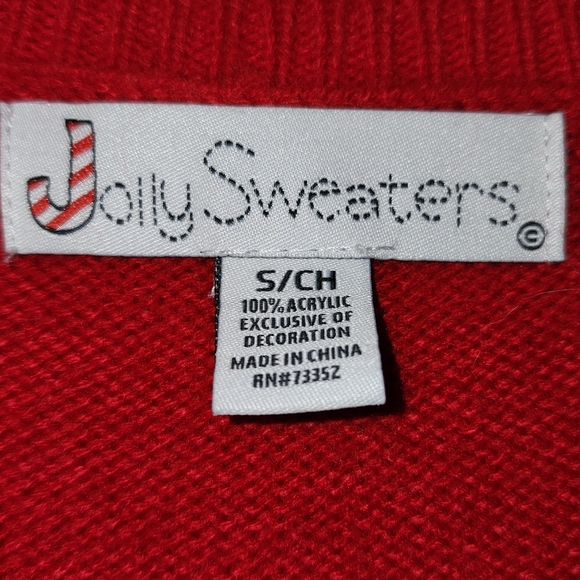 Jolly Sweaters ©
S/CH
100% ACRYLIC
EXCLUSIVE OF
DECORATION
MADE IN CHINA
RN#73352